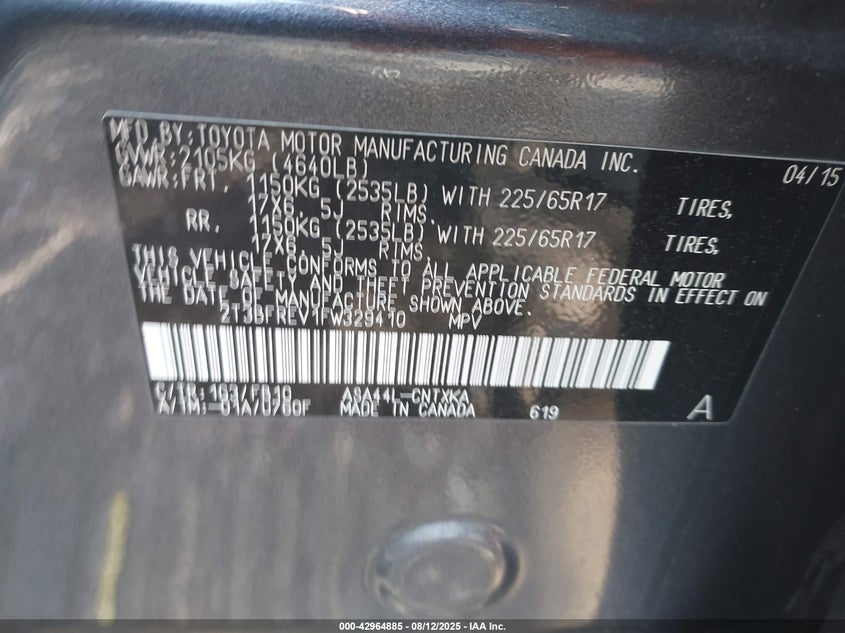 MFD.BY:TOYOTA MOTOR MANUFACTURING CANADA INC. 04/15
GVWR:2105KG (4640LB)
GAWR:FRT. 1150KG (2535LB) WITH 225/65R17 TIRES,
17X6. 5J RIMS.
RR. 1150KG (2535LB) WITH 225/65R17 TIRES,
17X6. 5J RIMS.
THIS VEHICLE CONFORMS TO ALL APPLICABLE FEDERAL MOTOR
VEHICLE SAFETY AND THEFT PREVENTION STANDARDS IN EFFECT ON
THE DATE OF MANUFACTURE SHOWN ABOVE.
2T3BFREV1FW329410 MPV
C/TR: ASA44L-CNTXKA
A/TM: MADE IN CANADA 619 A
000-42964885 - 08/12/2025 - IAA Inc.